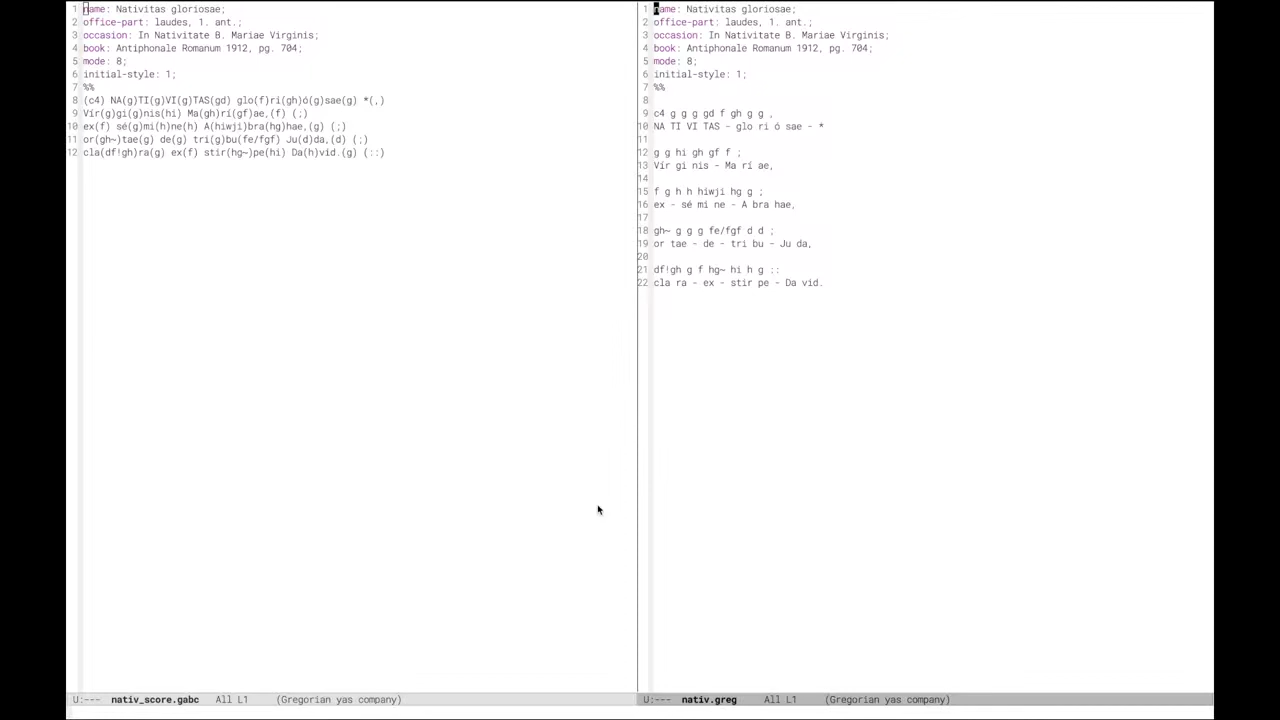 1 name: Nativitas gloriosae;
2 office-part: laudes, 1. ant.;
3 occasion: In Nativitate B. Mariae Virginis;
4 book: Antiphonale Romanum 1912, pg. 704;
5 mode: 8;
6 initial-style: 1;
7 %%
8 (c4) NA(g)TI(g)VI(g)TAS(gd) glo(f)ri(gh)ó(g)sae(g) *(,)
9 Vír(g)gi(g)nis(hi) Ma(gh)rí(gf)ae,(f) (;)
10 ex(f) sé(g)mi(h)ne(h) A(hiwji)bra(hg)hae,(g) (;)
11 or(gh~)tae(g) de(g) tri(g)bu(fe/fgf) Ju(d)da,(d) (;)
12 cla(df!gh)ra(g) ex(f) stir(hg~)pe(hi) Da(h)vid.(g) (::)
U:--- nativ_score.gabc All L1 (Gregorian yas company)
1 name: Nativitas gloriosae;
2 office-part: laudes, 1. ant.;
3 occasion: In Nativitate B. Mariae Virginis;
4 book: Antiphonale Romanum 1912, pg. 704;
5 mode: 8;
6 initial-style: 1;
7 %%
8
9 c4 g g g gd f gh g g ,
10 NA TI VI TAS - glo ri ó sae - *
11
12 g g hi gh gf f ;
13 Vír gi nis - Ma rí ae,
14
15 f g h h hiwji hg g ;
16 ex - sé mi ne - A bra hae,
17
18 gh~ g g g fe/fgf d d ;
19 or tae - de - tri bu - Ju da,
20
21 df!gh g f hg~ hi h g ::
22 cla ra - ex - stir pe - Da vid.
U:--- nativ.greg All L1 (Gregorian yas company)